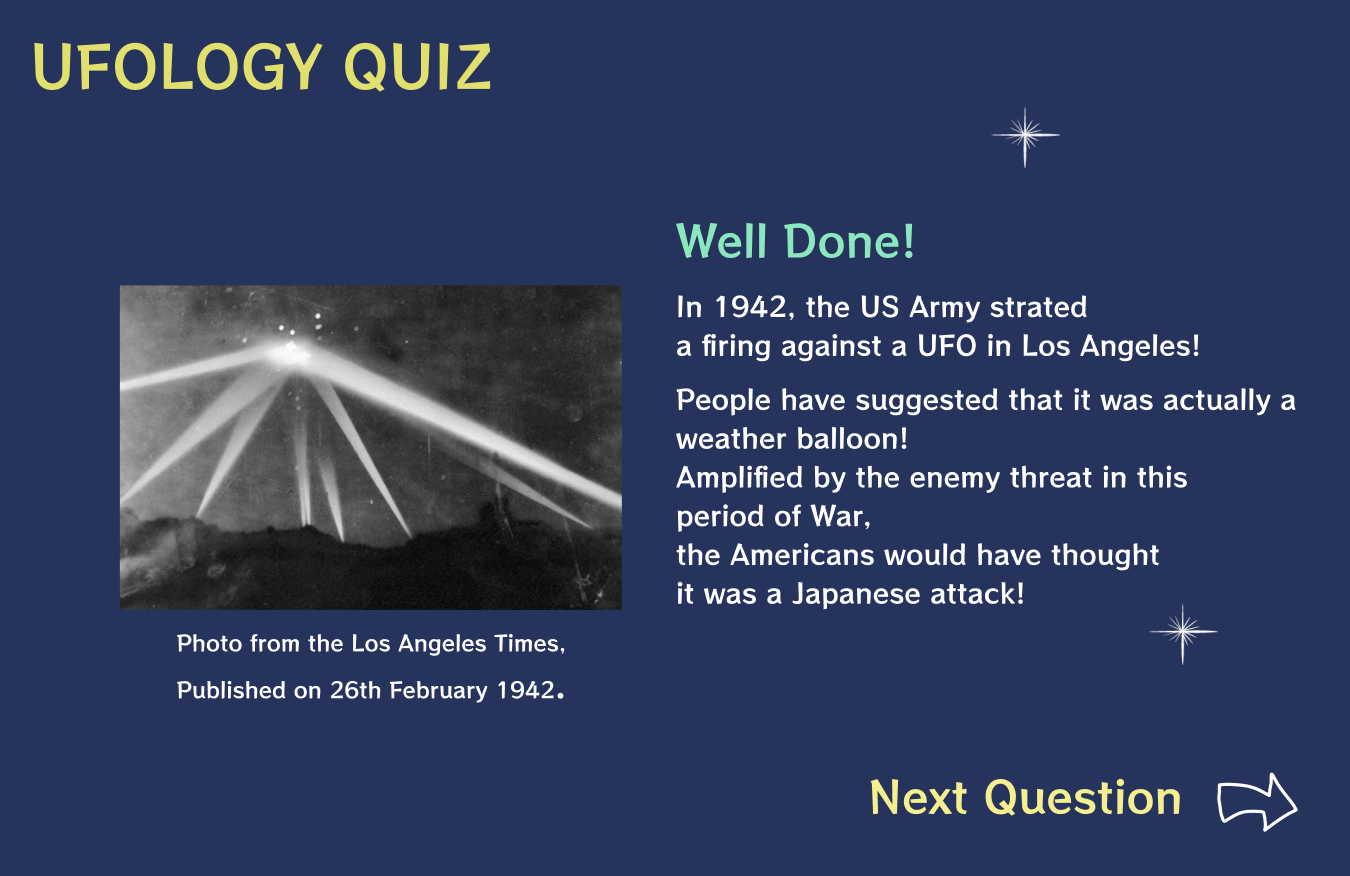 UFOLOGY QUIZ
Well Done!
In 1942, the US Army strated
a firing against a UFO in Los Angeles!
People have suggested that it was actually a
weather balloon!
Amplified by the enemy threat in this
period of War,
the Americans would have thought
it was a Japanese attack!
Photo from the Los Angeles Times,
Published on 26th February 1942.
Next Question